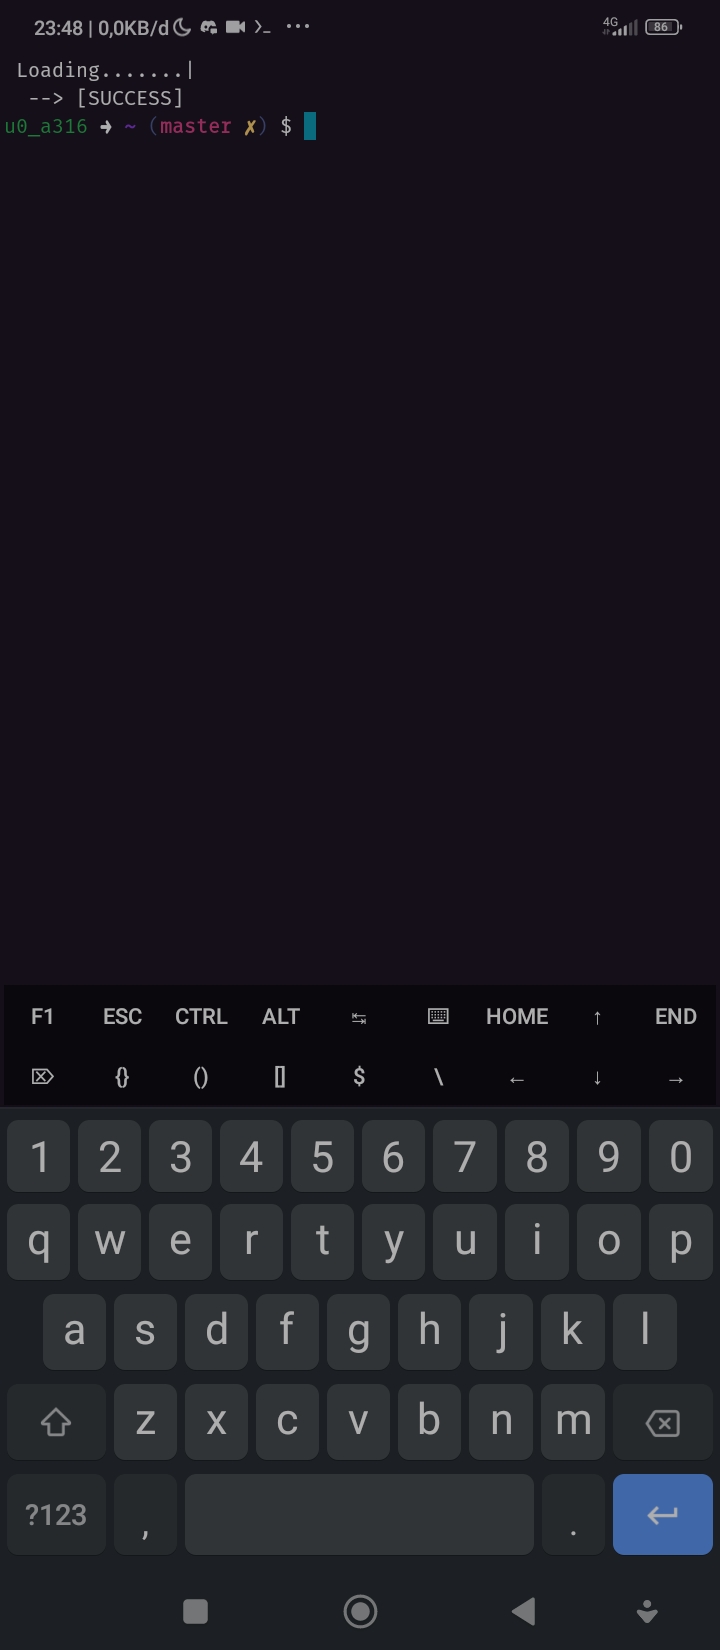 23:48 | 0,0KB/d ... 4G 86
Loading.......|
--> [SUCCESS]
u0_a316 ➜ ~ (master ✗) $
F1 ESC CTRL ALT ↹ HOME ↑ END
⌦ {} () [] $ \ ← ↓ →
1 2 3 4 5 6 7 8 9 0
q w e r t y u i o p
a s d f g h j k l
z x c v b n m
?123 , .